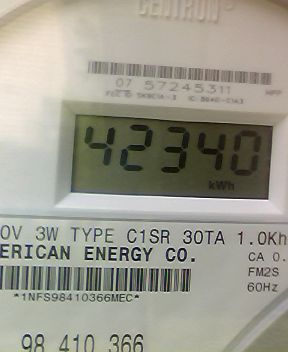 CENTRON
07 57245311
42340
kWh
0V 3W TYPE C1SR 30TA 1.0Kh
ERICAN ENERGY CO.
CA 0.
FM2S
60Hz
*1NFS98410366MEC*
98 410 366